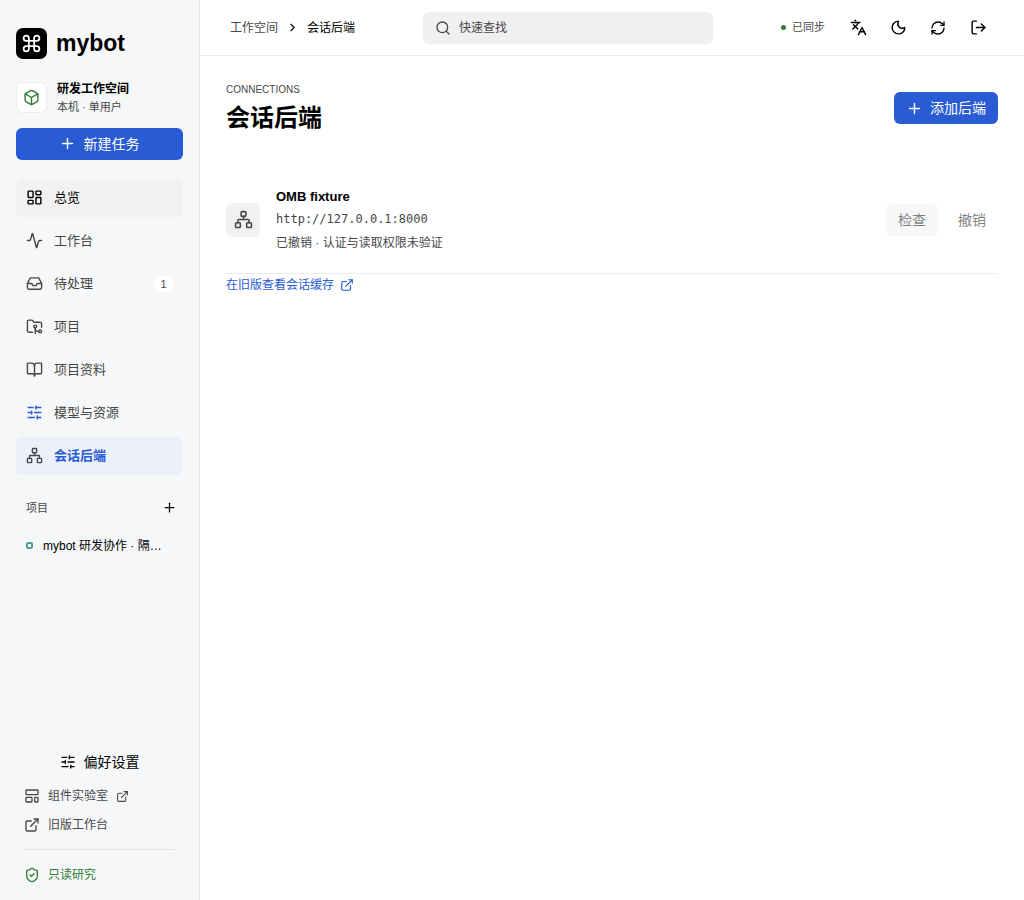 mybot
研发工作空间
本机 · 单用户
新建任务
总览
工作台
待处理 1
项目
项目资料
模型与资源
会话后端
项目
mybot 研发协作 · 隔…
偏好设置
组件实验室
旧版工作台
只读研究
工作空间 会话后端
快速查找
已同步
CONNECTIONS
会话后端
添加后端
OMB fixture
http://127.0.0.1:8000
已撤销 · 认证与读取权限未验证
检查 撤销
在旧版查看会话缓存